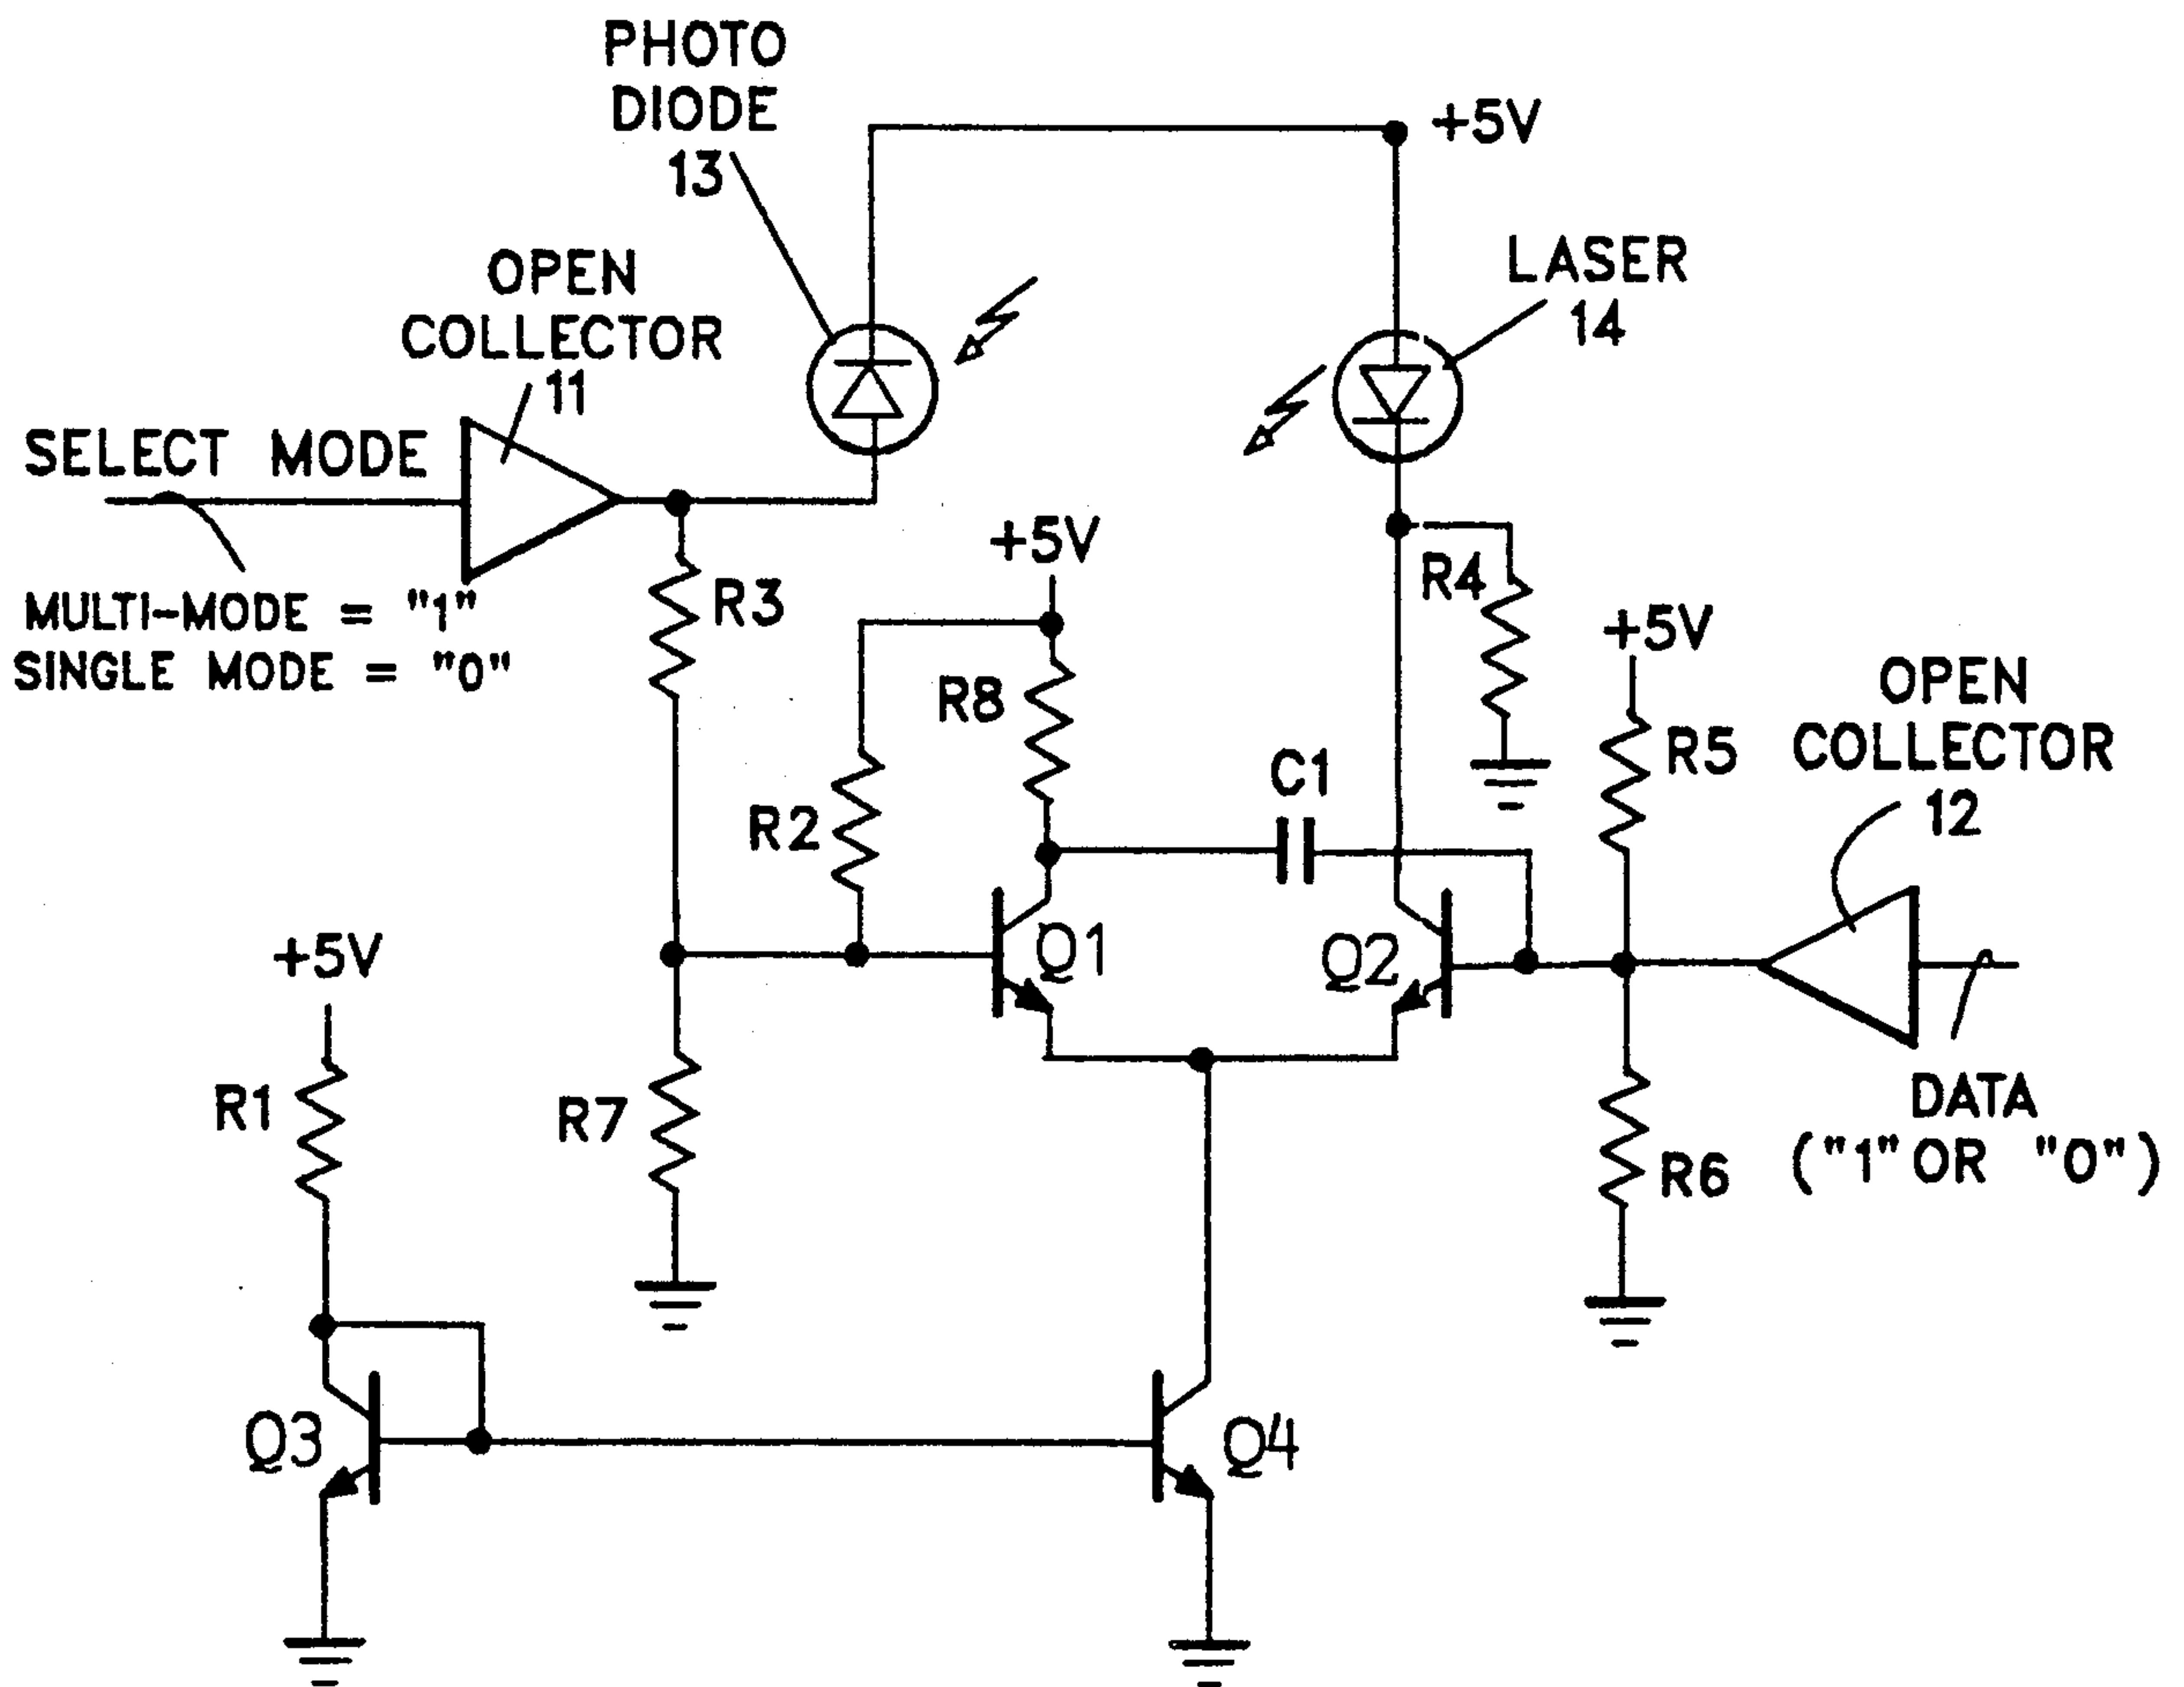 PHOTO
DIODE
13
+5V
LASER
14
OPEN
COLLECTOR
11
SELECT MODE
MULTI-MODE = "1"
SINGLE MODE = "0"
R3
+5V
R4
R8
+5V
R5
OPEN
COLLECTOR
12
C1
R2
Q1
Q2
+5V
R1
R7
DATA
("1" OR "0")
R6
Q3
Q4